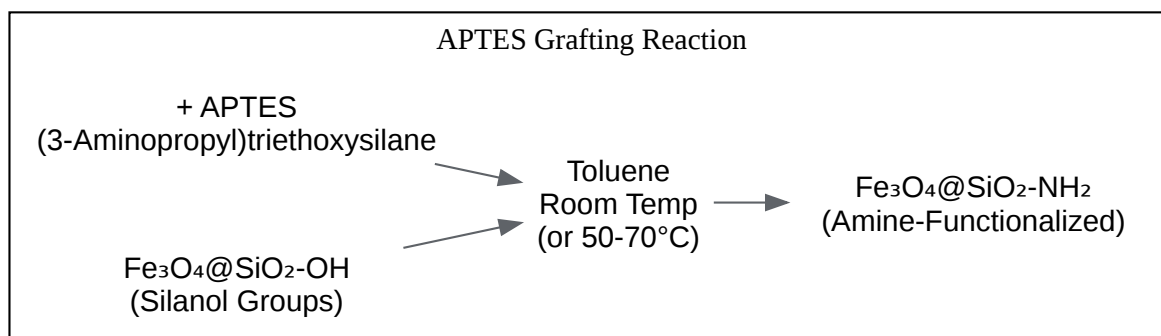 APTES Grafting Reaction
+ APTES
(3-Aminopropyl)triethoxysilane
Fe₃O₄@SiO₂-OH
(Silanol Groups)
Toluene
Room Temp
(or 50-70°C)
Fe₃O₄@SiO₂-NH₂
(Amine-Functionalized)